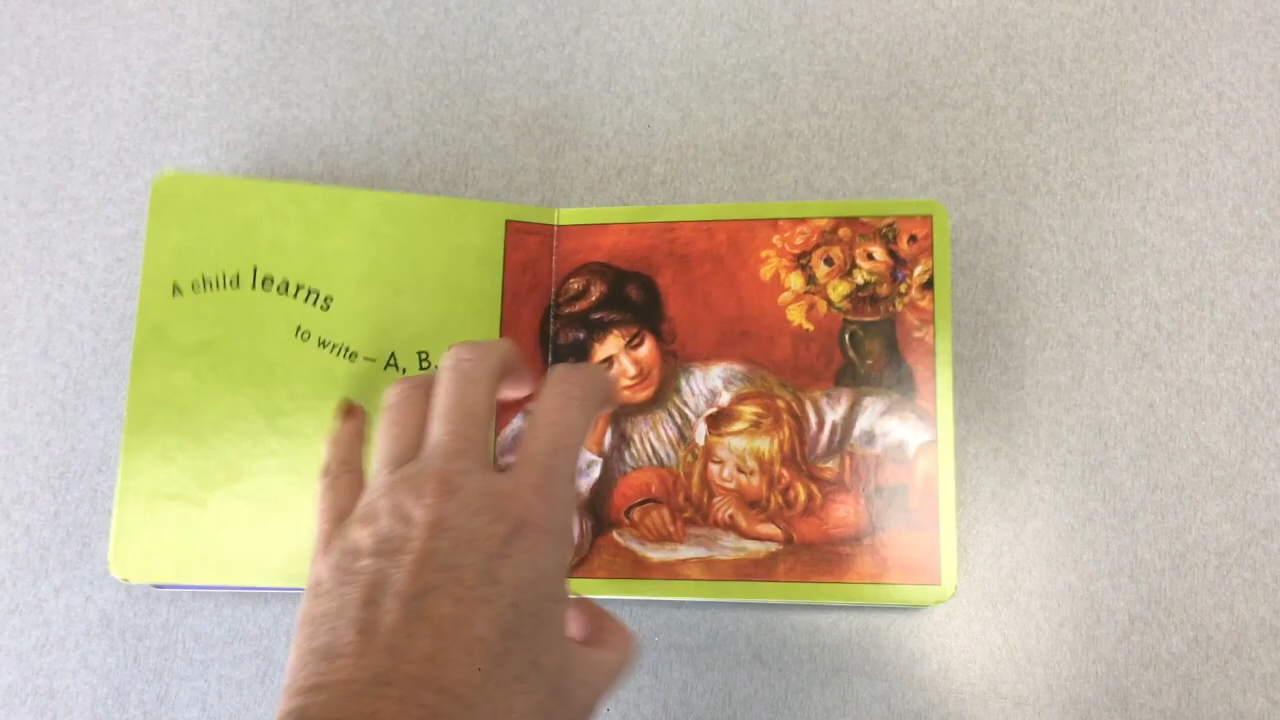 A child learns
to write – A, B,